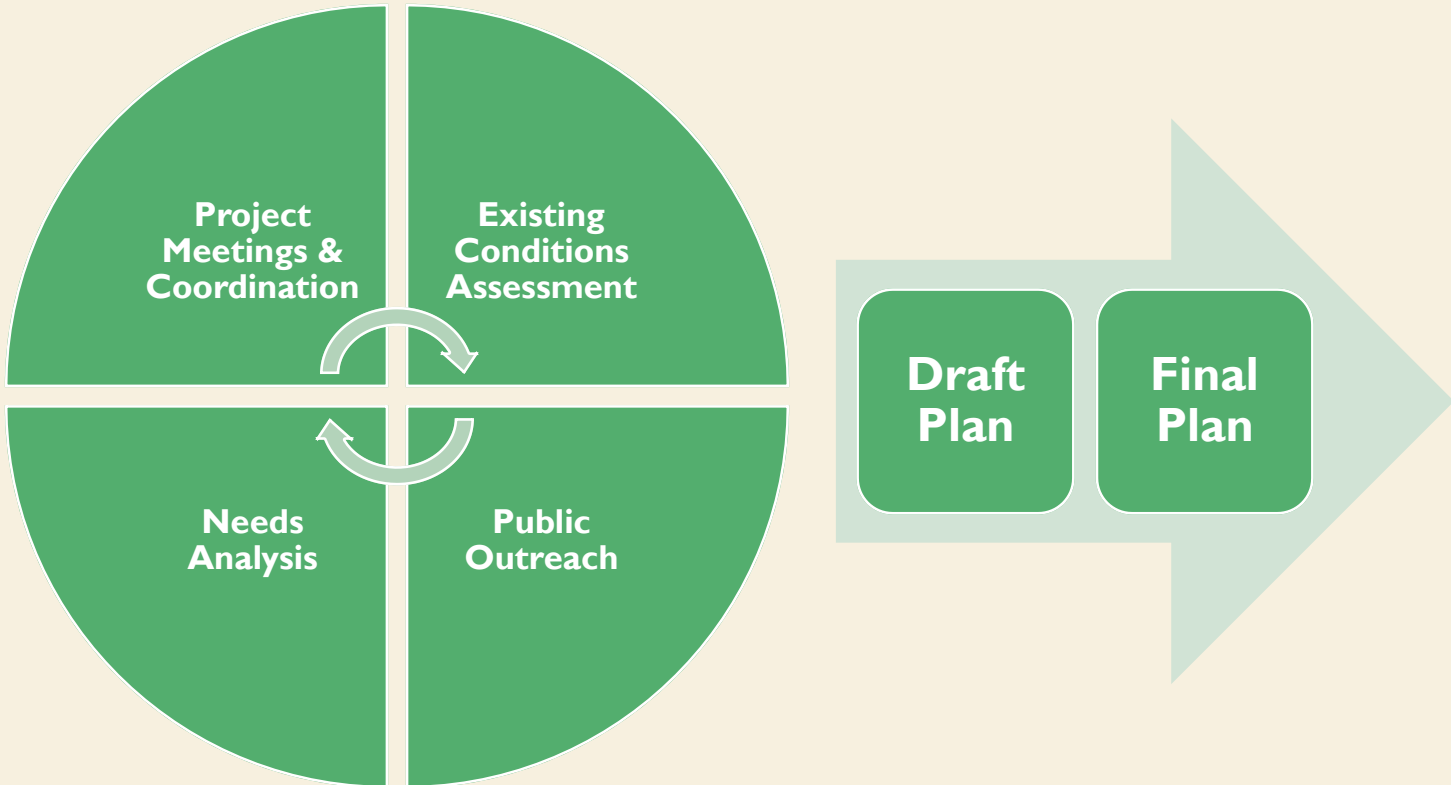 Project
Meetings &
Coordination
Existing
Conditions
Assessment
Needs
Analysis
Public
Outreach
Draft
Plan
Final
Plan